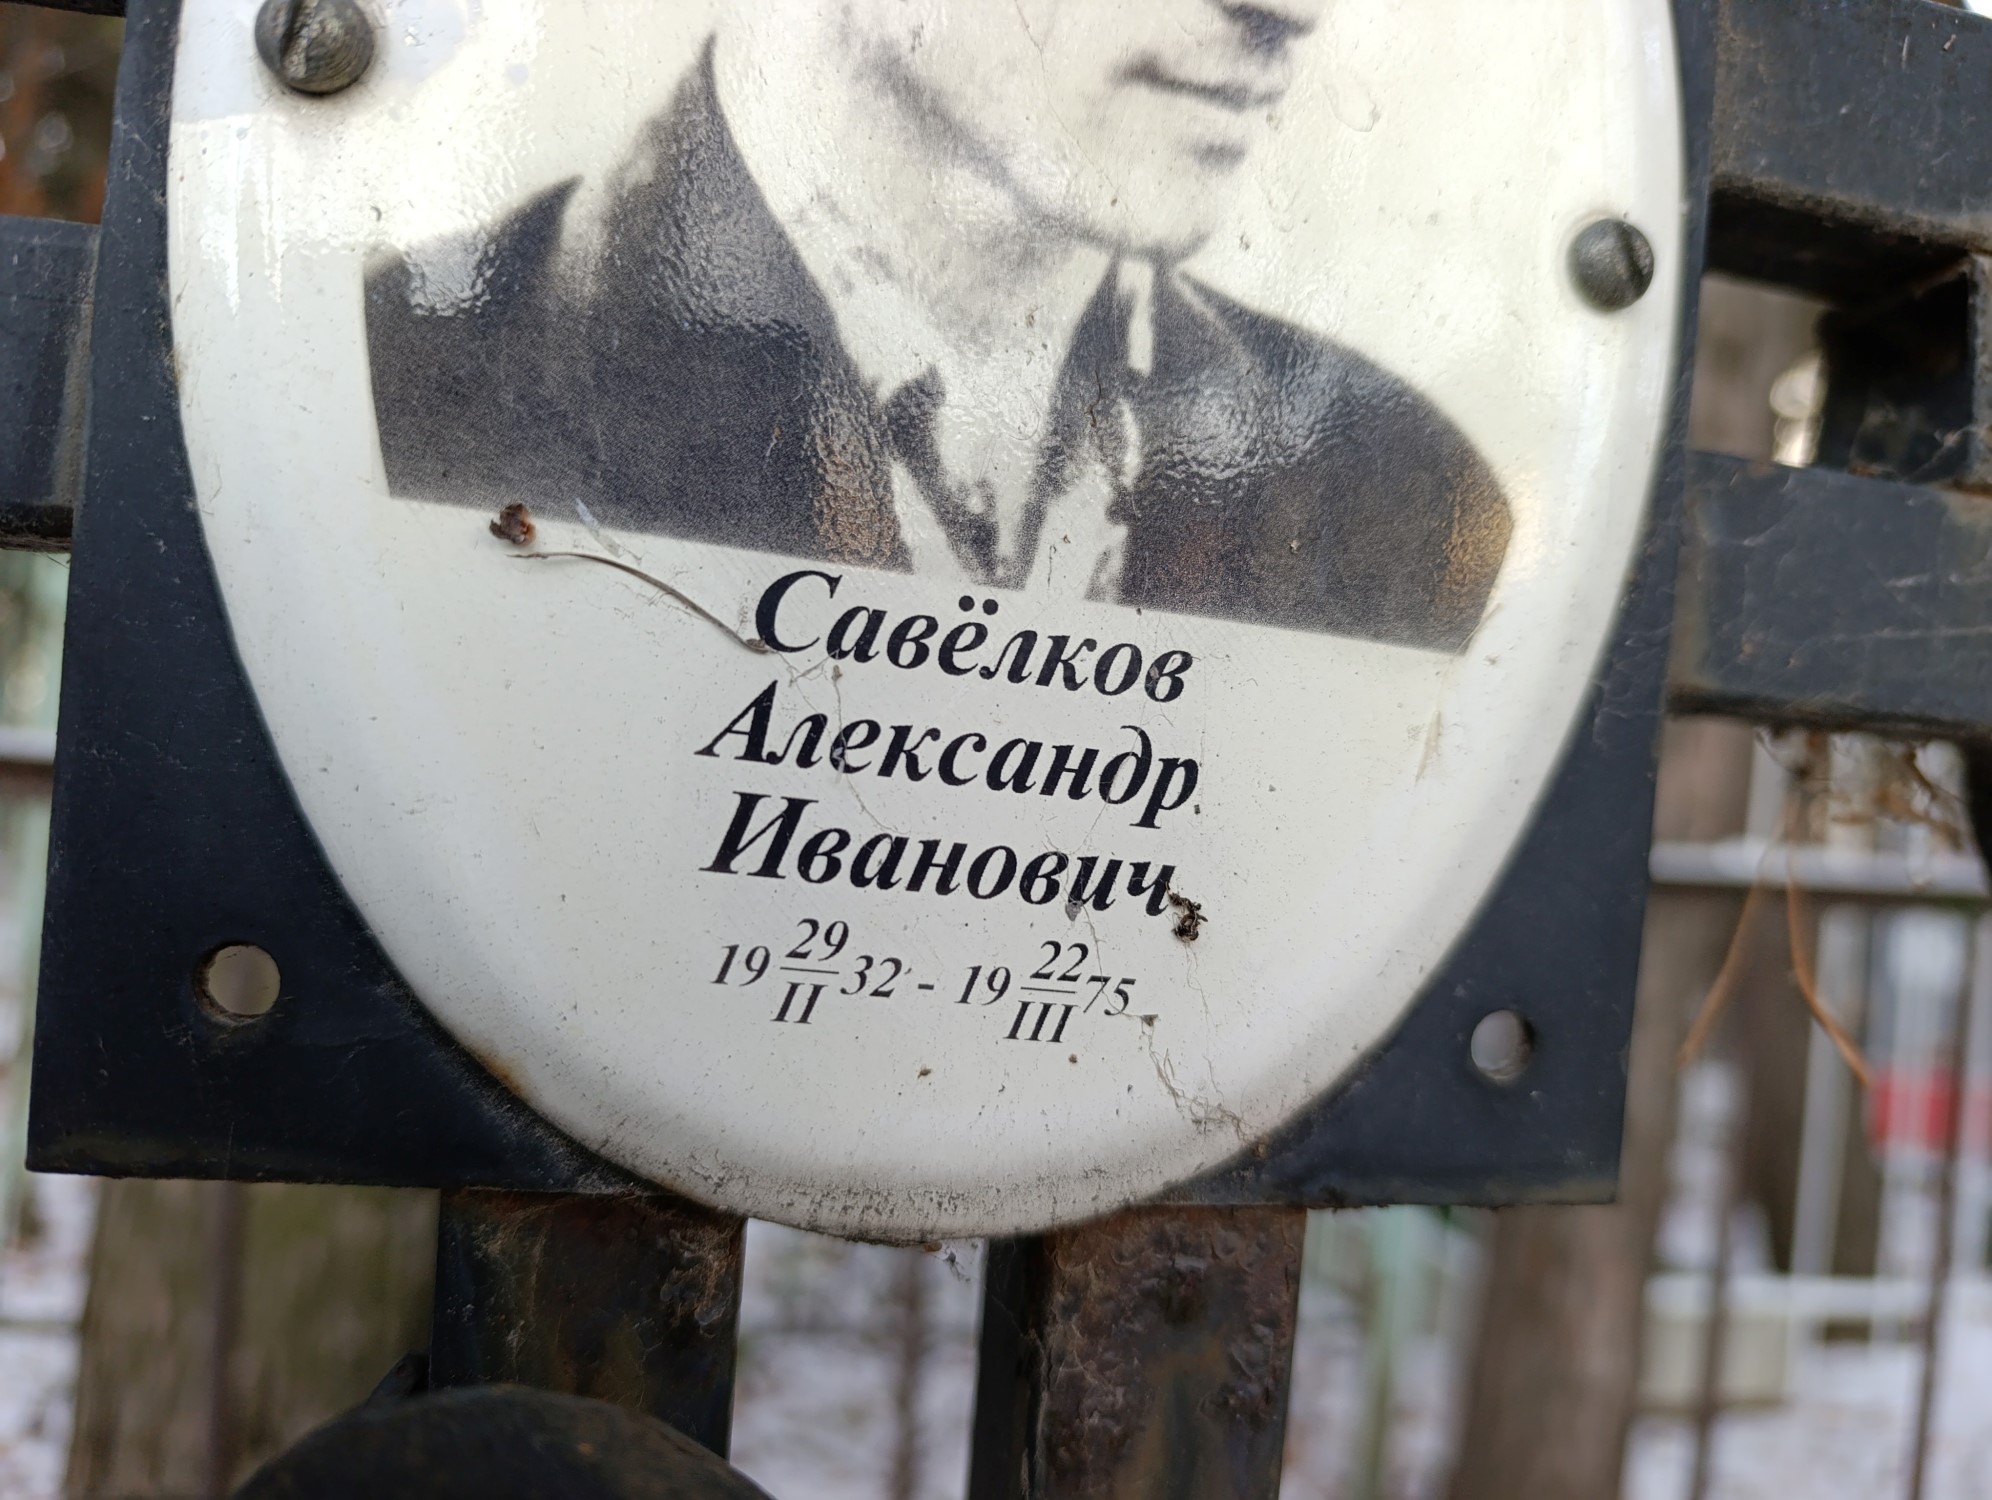 Савёлков
Александр
Иванович
19 29/II 32 - 19 22/III 75